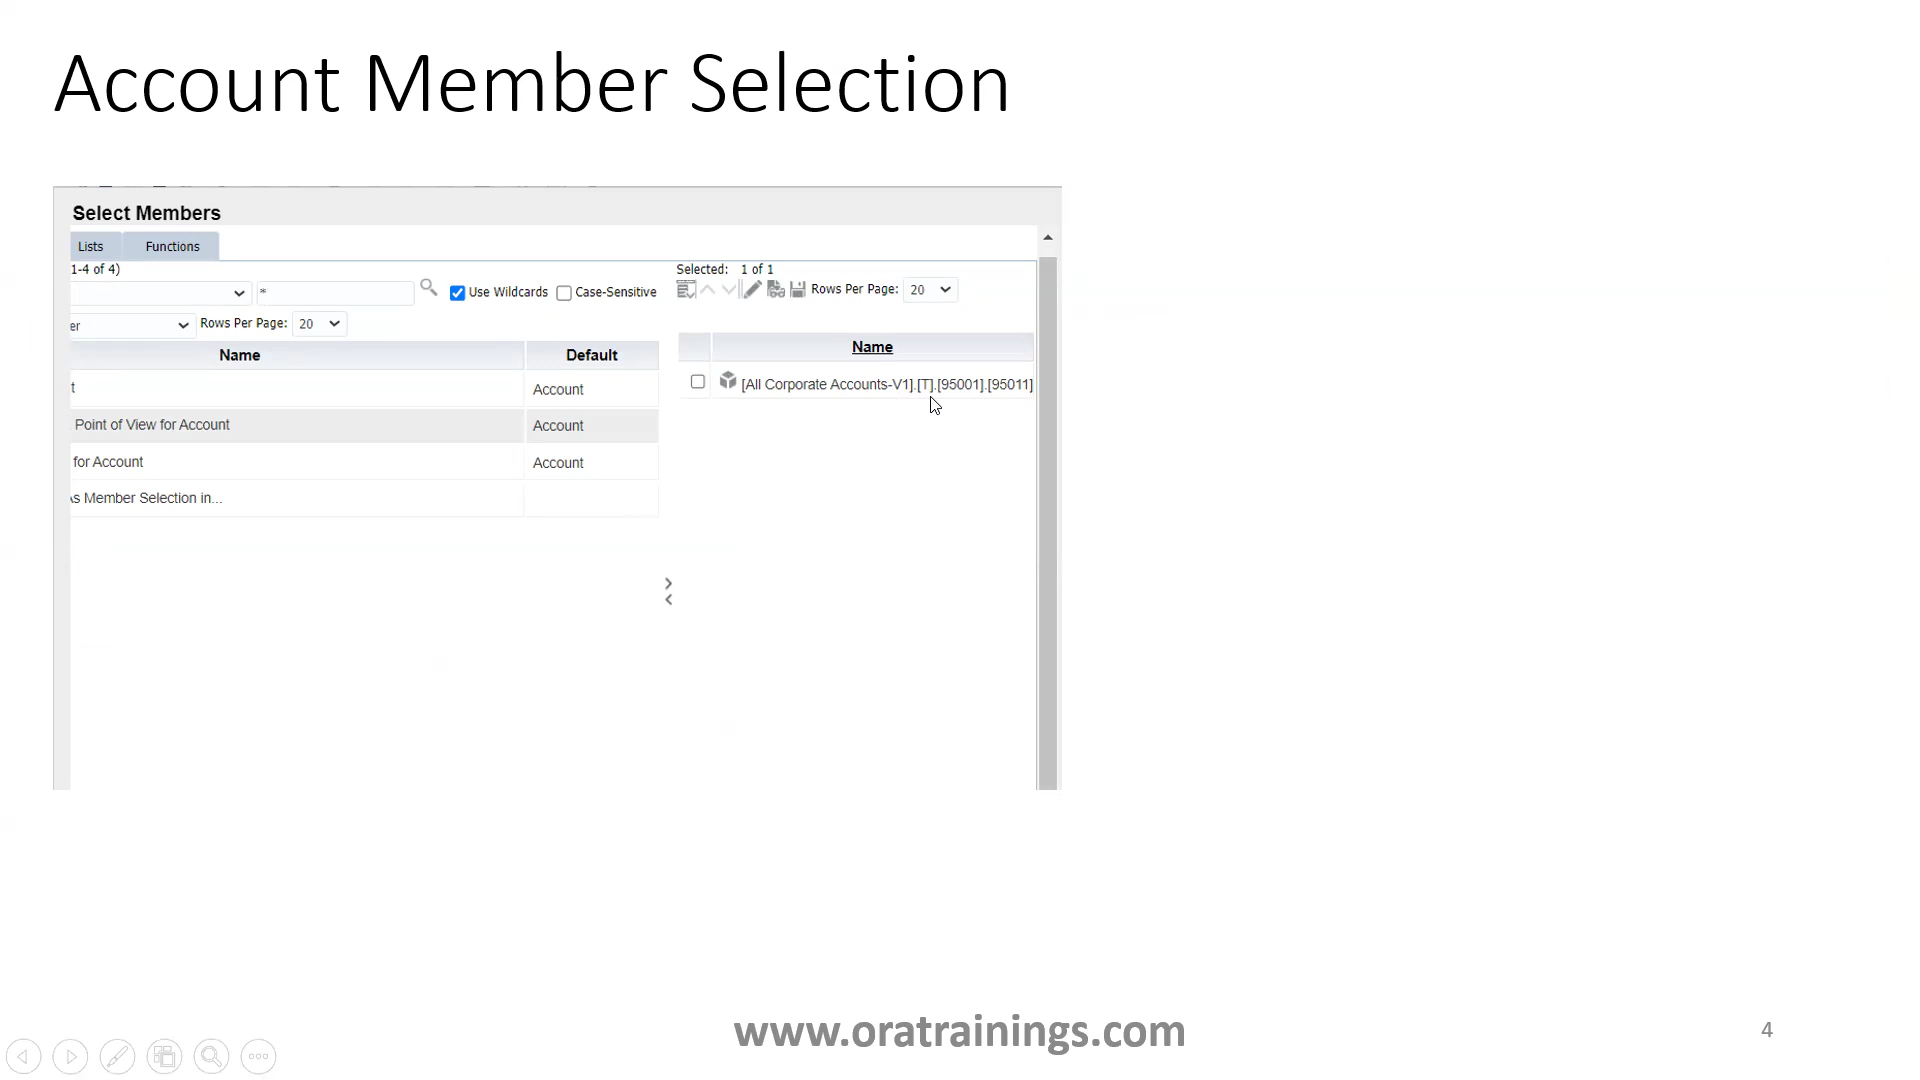 Account Member Selection
Select Members
Lists Functions
1-4 of 4)
* Use Wildcards Case-Sensitive
er Rows Per Page: 20
Name Default
t Account
Point of View for Account Account
for Account Account
As Member Selection in...
Selected: 1 of 1
Rows Per Page: 20
Name
[All Corporate Accounts-V1].[T].[95001].[95011]
www.oratrainings.com
4